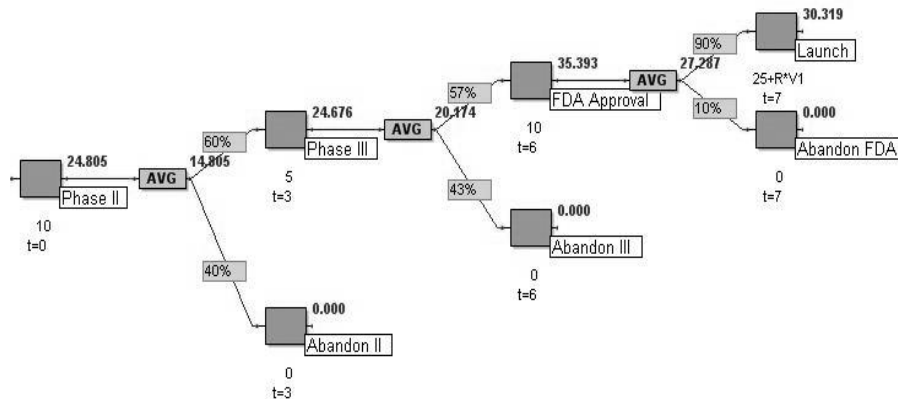 30.319
90%
Launch
35.393
27.287
AVG
57%
25+R*V1
t=7
FDA Approval
24.676
20.174
10%
0.000
AVG
10
t=6
60%
Abandon FDA
Phase III
24.805
14.805
5
t=3
0
t=7
AVG
43%
Phase II
0.000
10
t=0
Abandon III
0
t=6
40%
0.000
Abandon II
0
t=3